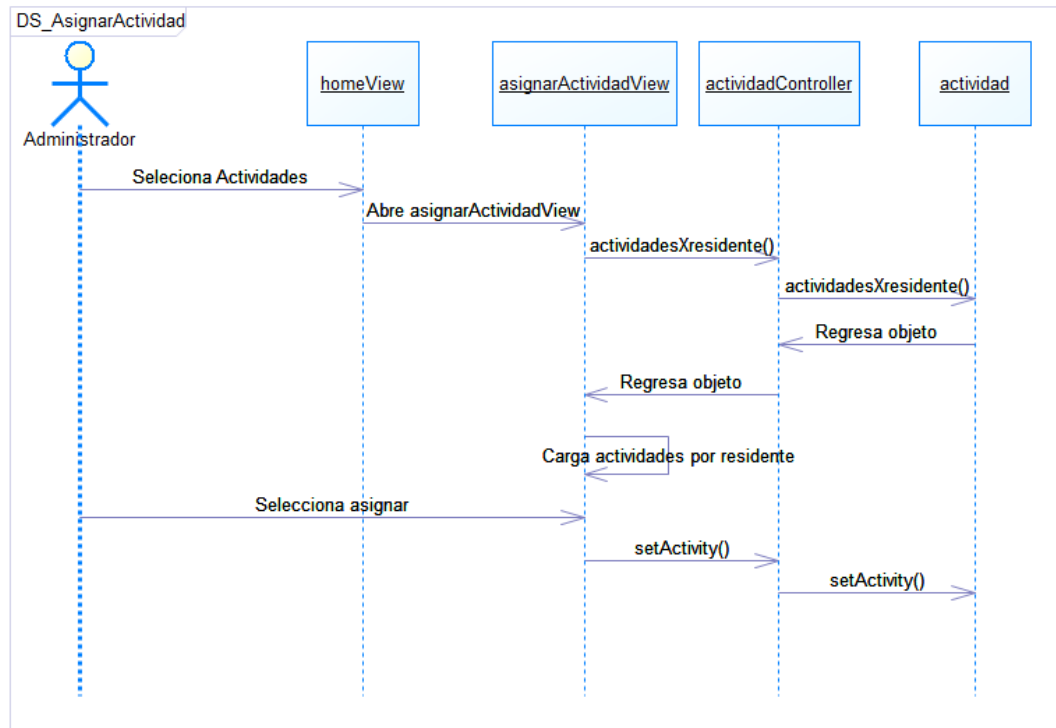 DS_AsignarActividad
homeView
asignarActividadView
actividadController
actividad
Administrador
Seleciona Actividades
Abre asignarActividadView
actividadesXresidente()
actividadesXresidente()
Regresa objeto
Regresa objeto
Carga actividades por residente
Selecciona asignar
setActivity()
setActivity()